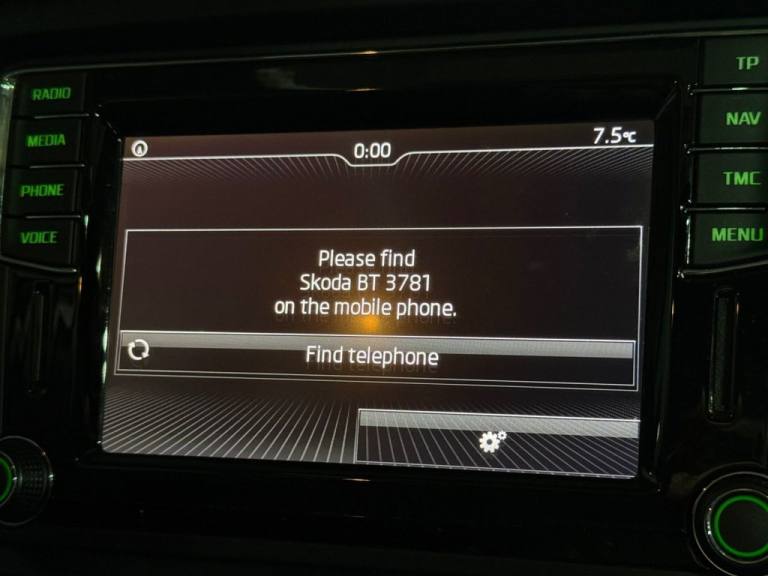 RADIO
MEDIA
PHONE
VOICE
0:00
7.5°C
Please find
Skoda BT 3781
on the mobile phone.
Find telephone
TP
NAV
TMC
MENU